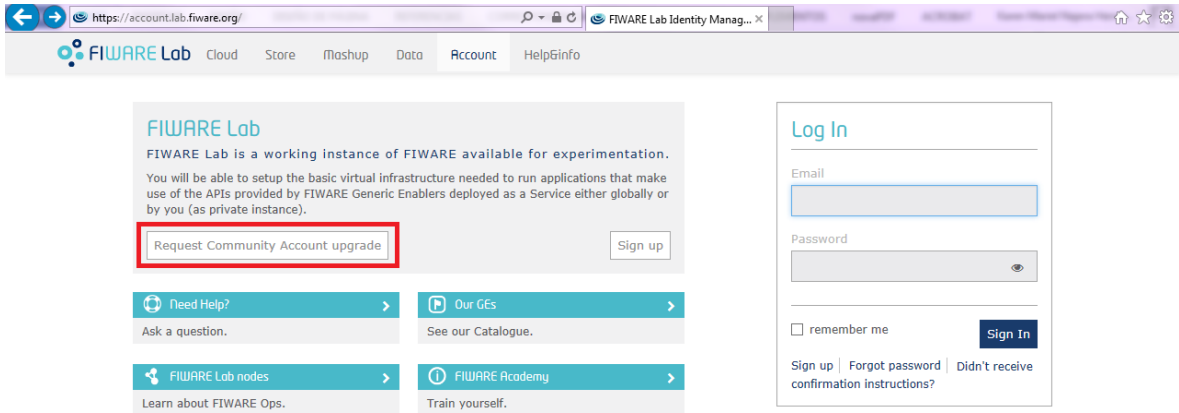 https://account.lab.fiware.org/
FIWARE Lab Identity Manag...
FIWARE Lab Cloud Store Mashup Data Account Help&info
FIWARE Lab
FIWARE Lab is a working instance of FIWARE available for experimentation.
You will be able to setup the basic virtual infrastructure needed to run applications that make
use of the APIs provided by FIWARE Generic Enablers deployed as a Service either globally or
by you (as private instance).
Request Community Account upgrade
Sign up
Need Help?
Ask a question.
Our GEs
See our Catalogue.
FIWARE Lab nodes
Learn about FIWARE Ops.
FIWARE Academy
Train yourself.
Log In
Email
Password
remember me
Sign In
Sign up
Forgot password
Didn't receive
confirmation instructions?